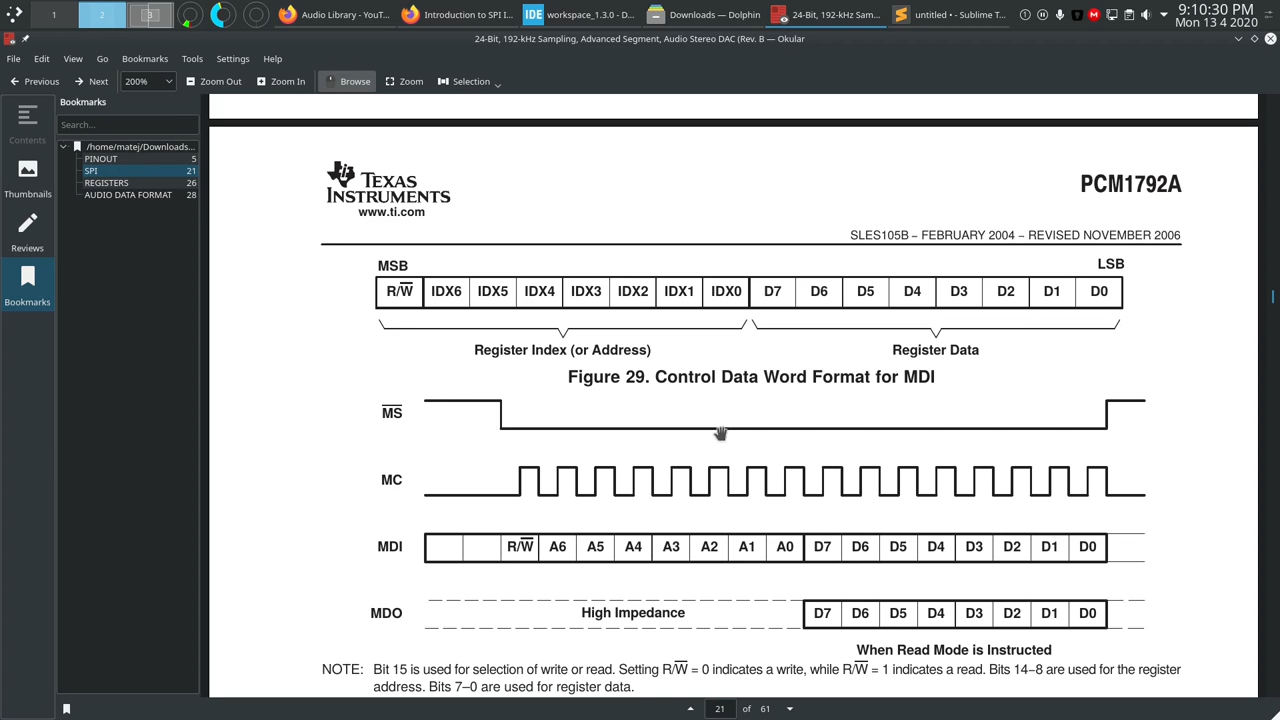 1
2
3
Audio Library - YouT...
Introduction to SPI I...
IDE
workspace_1.3.0 - D...
Downloads — Dolphin
24-Bit, 192-kHz Sam...
untitled • - Sublime T...
9:10:30 PM
Mon 13 4 2020
24-Bit, 192-kHz Sampling, Advanced Segment, Audio Stereo DAC (Rev. B — Okular
File Edit View Go Bookmarks Tools Settings Help
Previous Next 200% Zoom Out Zoom In Browse Zoom Selection
Contents
Thumbnails
Reviews
Bookmarks
Bookmarks
Search...
/home/matej/Downloads...
PINOUT 5
SPI 21
REGISTERS 26
AUDIO DATA FORMAT 28
TEXAS
INSTRUMENTS
www.ti.com
PCM1792A
SLES105B − FEBRUARY 2004 − REVISED NOVEMBER 2006
MSB LSB
R/W IDX6 IDX5 IDX4 IDX3 IDX2 IDX1 IDX0 D7 D6 D5 D4 D3 D2 D1 D0
Register Index (or Address) Register Data
Figure 29. Control Data Word Format for MDI
MS
MC
MDI R/W A6 A5 A4 A3 A2 A1 A0 D7 D6 D5 D4 D3 D2 D1 D0
MDO High Impedance D7 D6 D5 D4 D3 D2 D1 D0
When Read Mode is Instructed
NOTE: Bit 15 is used for selection of write or read. Setting R/W = 0 indicates a write, while R/W = 1 indicates a read. Bits 14−8 are used for the register
address. Bits 7−0 are used for register data.
21 of 61